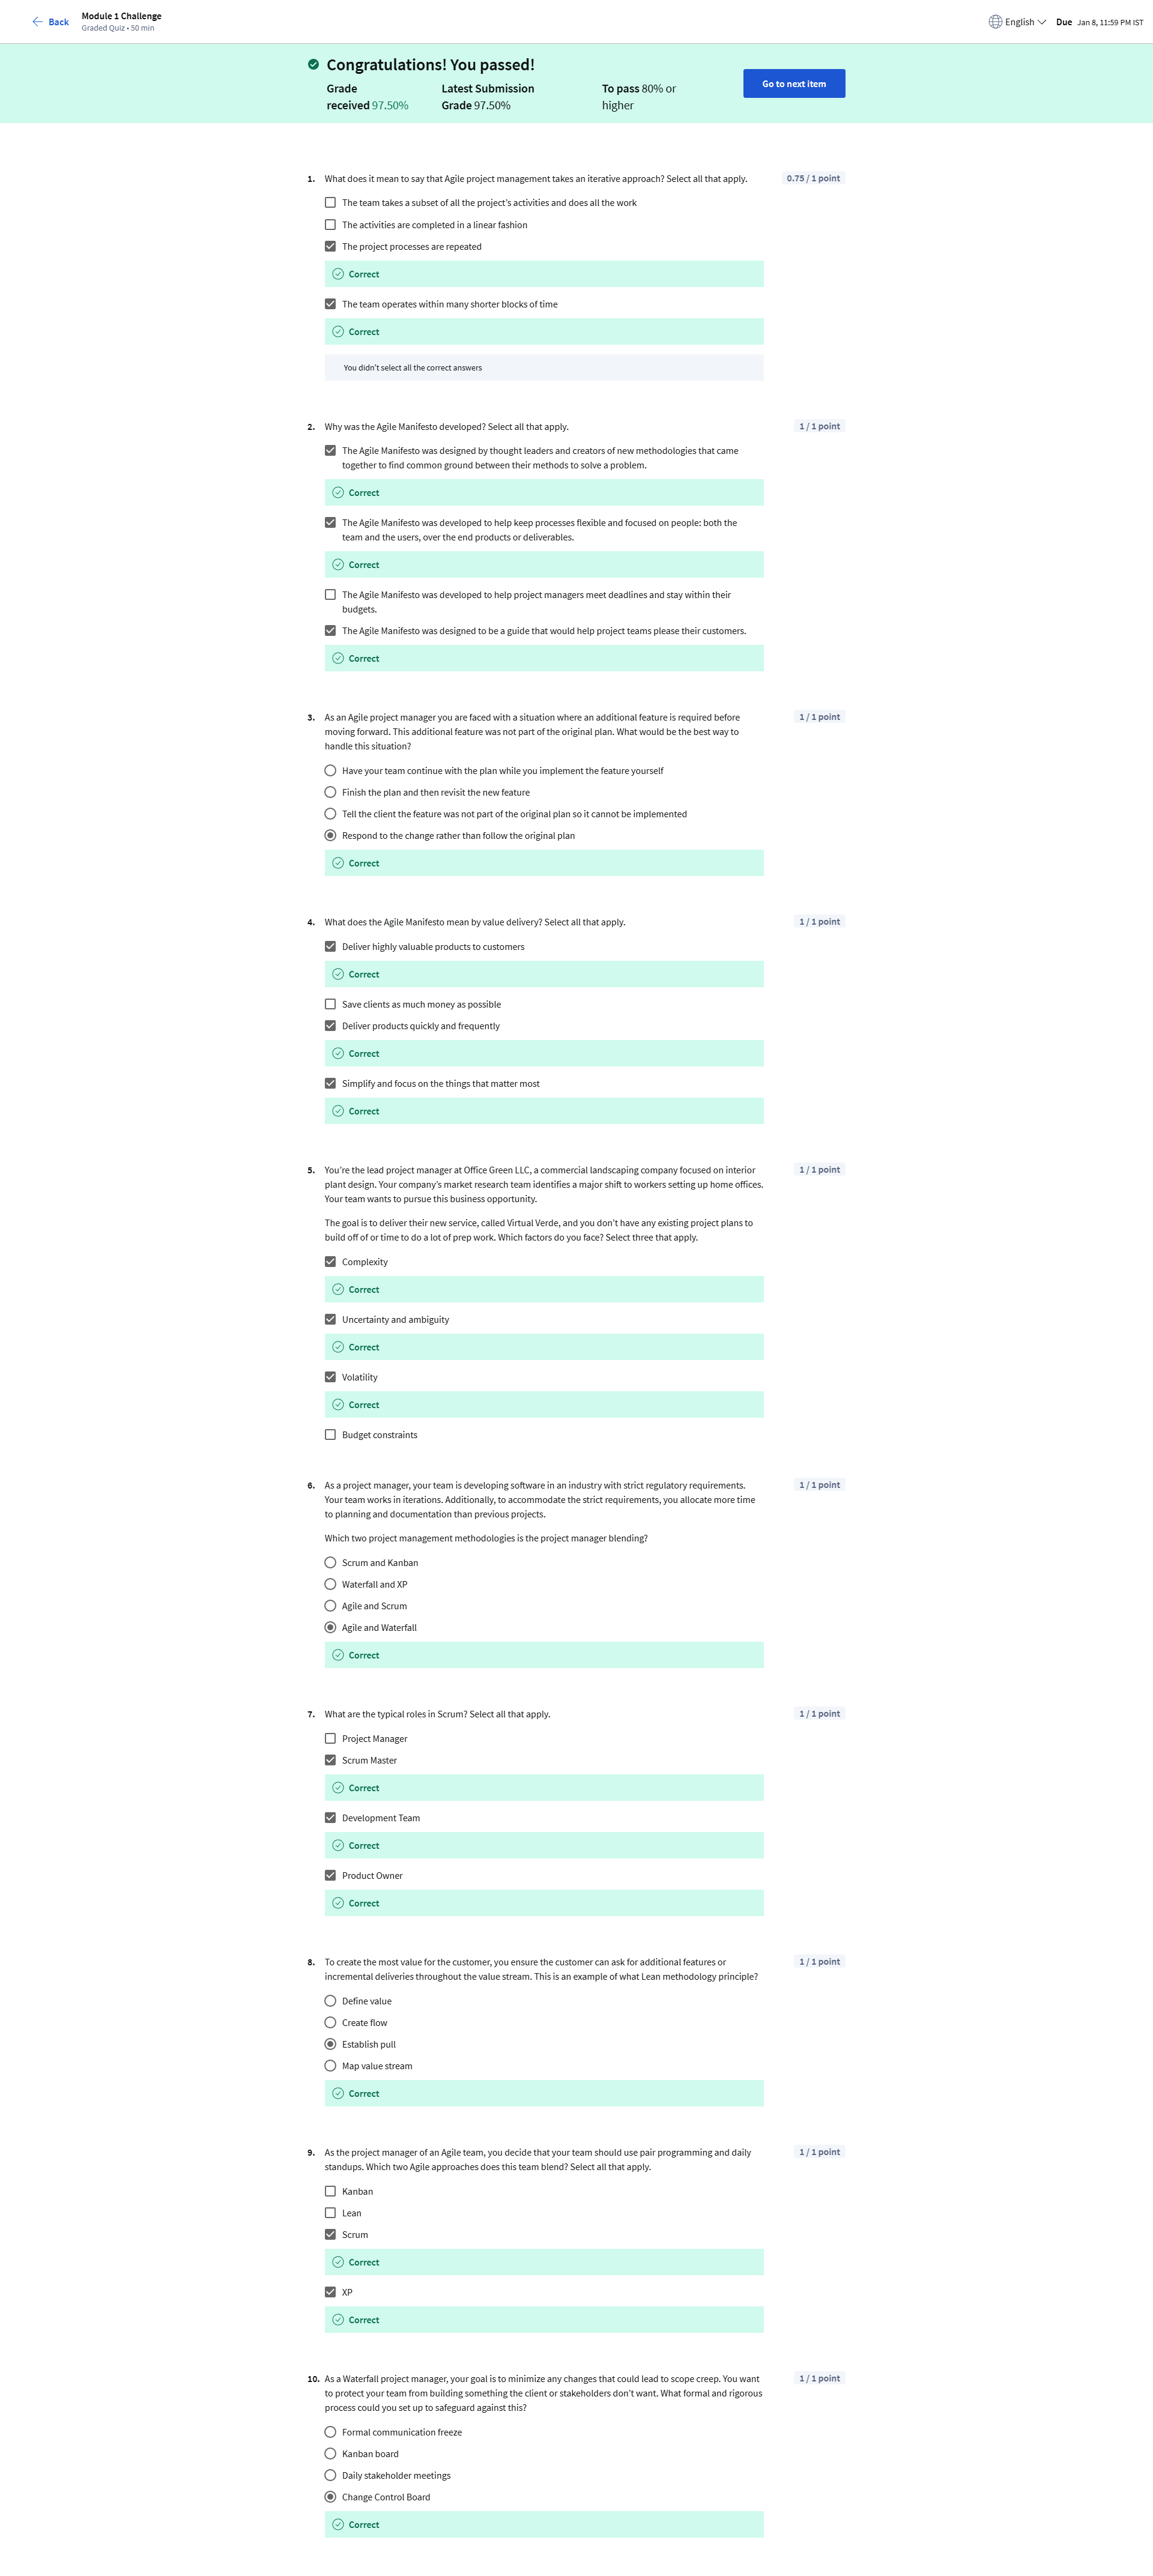 Back
Module 1 Challenge
Graded Quiz • 50 min
English
Due Jan 8, 11:59 PM IST
Congratulations! You passed!
Grade
received 97.50%
Latest Submission
Grade 97.50%
To pass 80% or
higher
Go to next item
1. What does it mean to say that Agile project management takes an iterative approach? Select all that apply.
0.75 / 1 point
The team takes a subset of all the project’s activities and does all the work
The activities are completed in a linear fashion
The project processes are repeated
Correct
The team operates within many shorter blocks of time
Correct
You didn’t select all the correct answers
2. Why was the Agile Manifesto developed? Select all that apply.
1 / 1 point
The Agile Manifesto was designed by thought leaders and creators of new methodologies that came
together to find common ground between their methods to solve a problem.
Correct
The Agile Manifesto was developed to help keep processes flexible and focused on people: both the
team and the users, over the end products or deliverables.
Correct
The Agile Manifesto was developed to help project managers meet deadlines and stay within their
budgets.
The Agile Manifesto was designed to be a guide that would help project teams please their customers.
Correct
3. As an Agile project manager you are faced with a situation where an additional feature is required before
moving forward. This additional feature was not part of the original plan. What would be the best way to
handle this situation?
1 / 1 point
Have your team continue with the plan while you implement the feature yourself
Finish the plan and then revisit the new feature
Tell the client the feature was not part of the original plan so it cannot be implemented
Respond to the change rather than follow the original plan
Correct
4. What does the Agile Manifesto mean by value delivery? Select all that apply.
1 / 1 point
Deliver highly valuable products to customers
Correct
Save clients as much money as possible
Deliver products quickly and frequently
Correct
Simplify and focus on the things that matter most
Correct
5. You’re the lead project manager at Office Green LLC, a commercial landscaping company focused on interior
plant design. Your company’s market research team identifies a major shift to workers setting up home offices.
Your team wants to pursue this business opportunity.
1 / 1 point
The goal is to deliver their new service, called Virtual Verde, and you don’t have any existing project plans to
build off of or time to do a lot of prep work. Which factors do you face? Select three that apply.
Complexity
Correct
Uncertainty and ambiguity
Correct
Volatility
Correct
Budget constraints
6. As a project manager, your team is developing software in an industry with strict regulatory requirements.
Your team works in iterations. Additionally, to accommodate the strict requirements, you allocate more time
to planning and documentation than previous projects.
1 / 1 point
Which two project management methodologies is the project manager blending?
Scrum and Kanban
Waterfall and XP
Agile and Scrum
Agile and Waterfall
Correct
7. What are the typical roles in Scrum? Select all that apply.
1 / 1 point
Project Manager
Scrum Master
Correct
Development Team
Correct
Product Owner
Correct
8. To create the most value for the customer, you ensure the customer can ask for additional features or
incremental deliveries throughout the value stream. This is an example of what Lean methodology principle?
1 / 1 point
Define value
Create flow
Establish pull
Map value stream
Correct
9. As the project manager of an Agile team, you decide that your team should use pair programming and daily
standups. Which two Agile approaches does this team blend? Select all that apply.
1 / 1 point
Kanban
Lean
Scrum
Correct
XP
Correct
10. As a Waterfall project manager, your goal is to minimize any changes that could lead to scope creep. You want
to protect your team from building something the client or stakeholders don’t want. What formal and rigorous
process could you set up to safeguard against this?
1 / 1 point
Formal communication freeze
Kanban board
Daily stakeholder meetings
Change Control Board
Correct